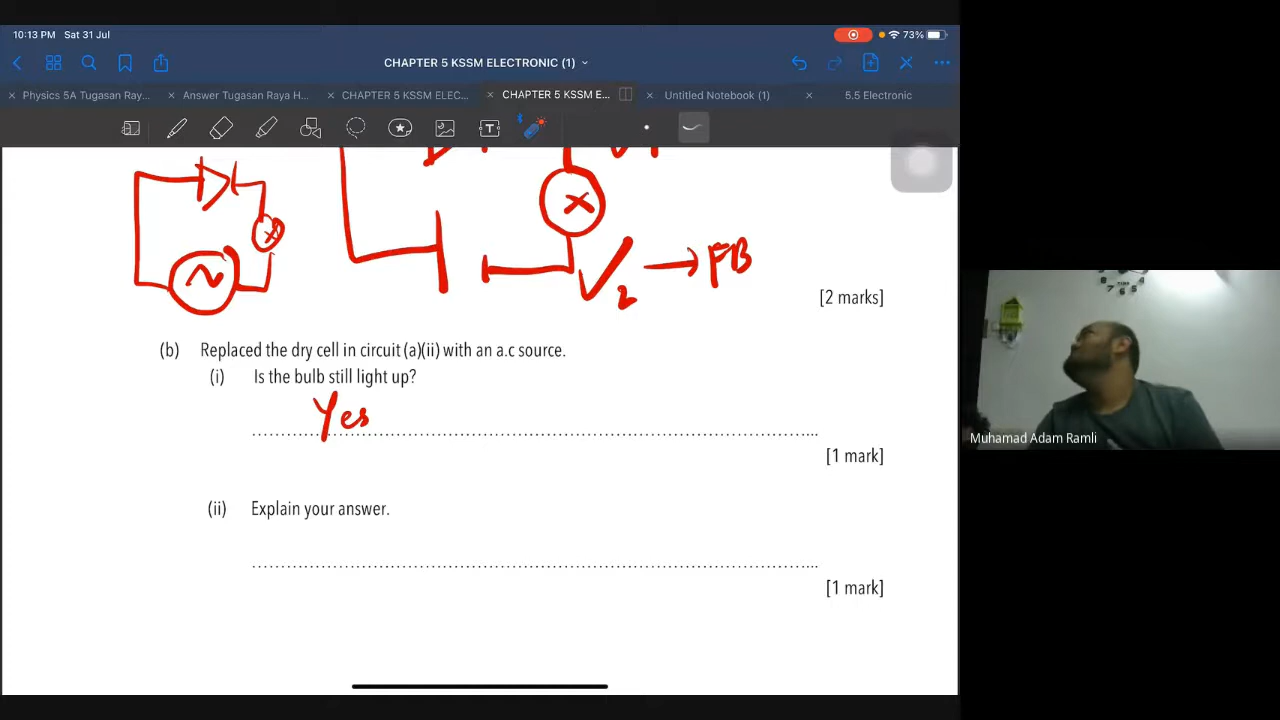 10:13 PM Sat 31 Jul
73%
CHAPTER 5 KSSM ELECTRONIC (1)
Physics 5A Tugasan Ray...
Answer Tugasan Raya H...
CHAPTER 5 KSSM ELEC...
CHAPTER 5 KSSM E...
Untitled Notebook (1)
5.5 Electronic
FB
2
[2 marks]
(b) Replaced the dry cell in circuit (a)(ii) with an a.c source.
(i) Is the bulb still light up?
Yes
[1 mark]
(ii) Explain your answer.
[1 mark]
Muhamad Adam Ramli